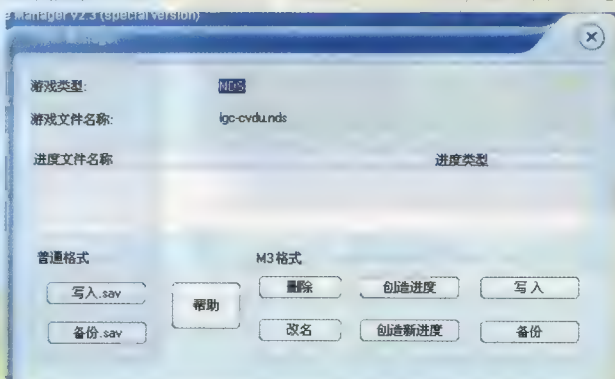 e Manager v2.3 (special version)
游戏类型: NDS
游戏文件名称: igc-cvdu.nds
进度文件名称 进度类型
普通格式 M3格式
写入.sav 帮助 删除 创造进度 写入
备份.sav 改名 创造新进度 备份